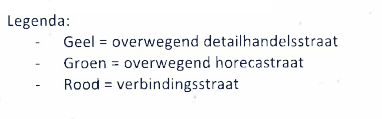 Legenda:
- Geel = overwegend detailhandelsstraat
- Groen = overwegend horecastraat
- Rood = verbindingsstraat